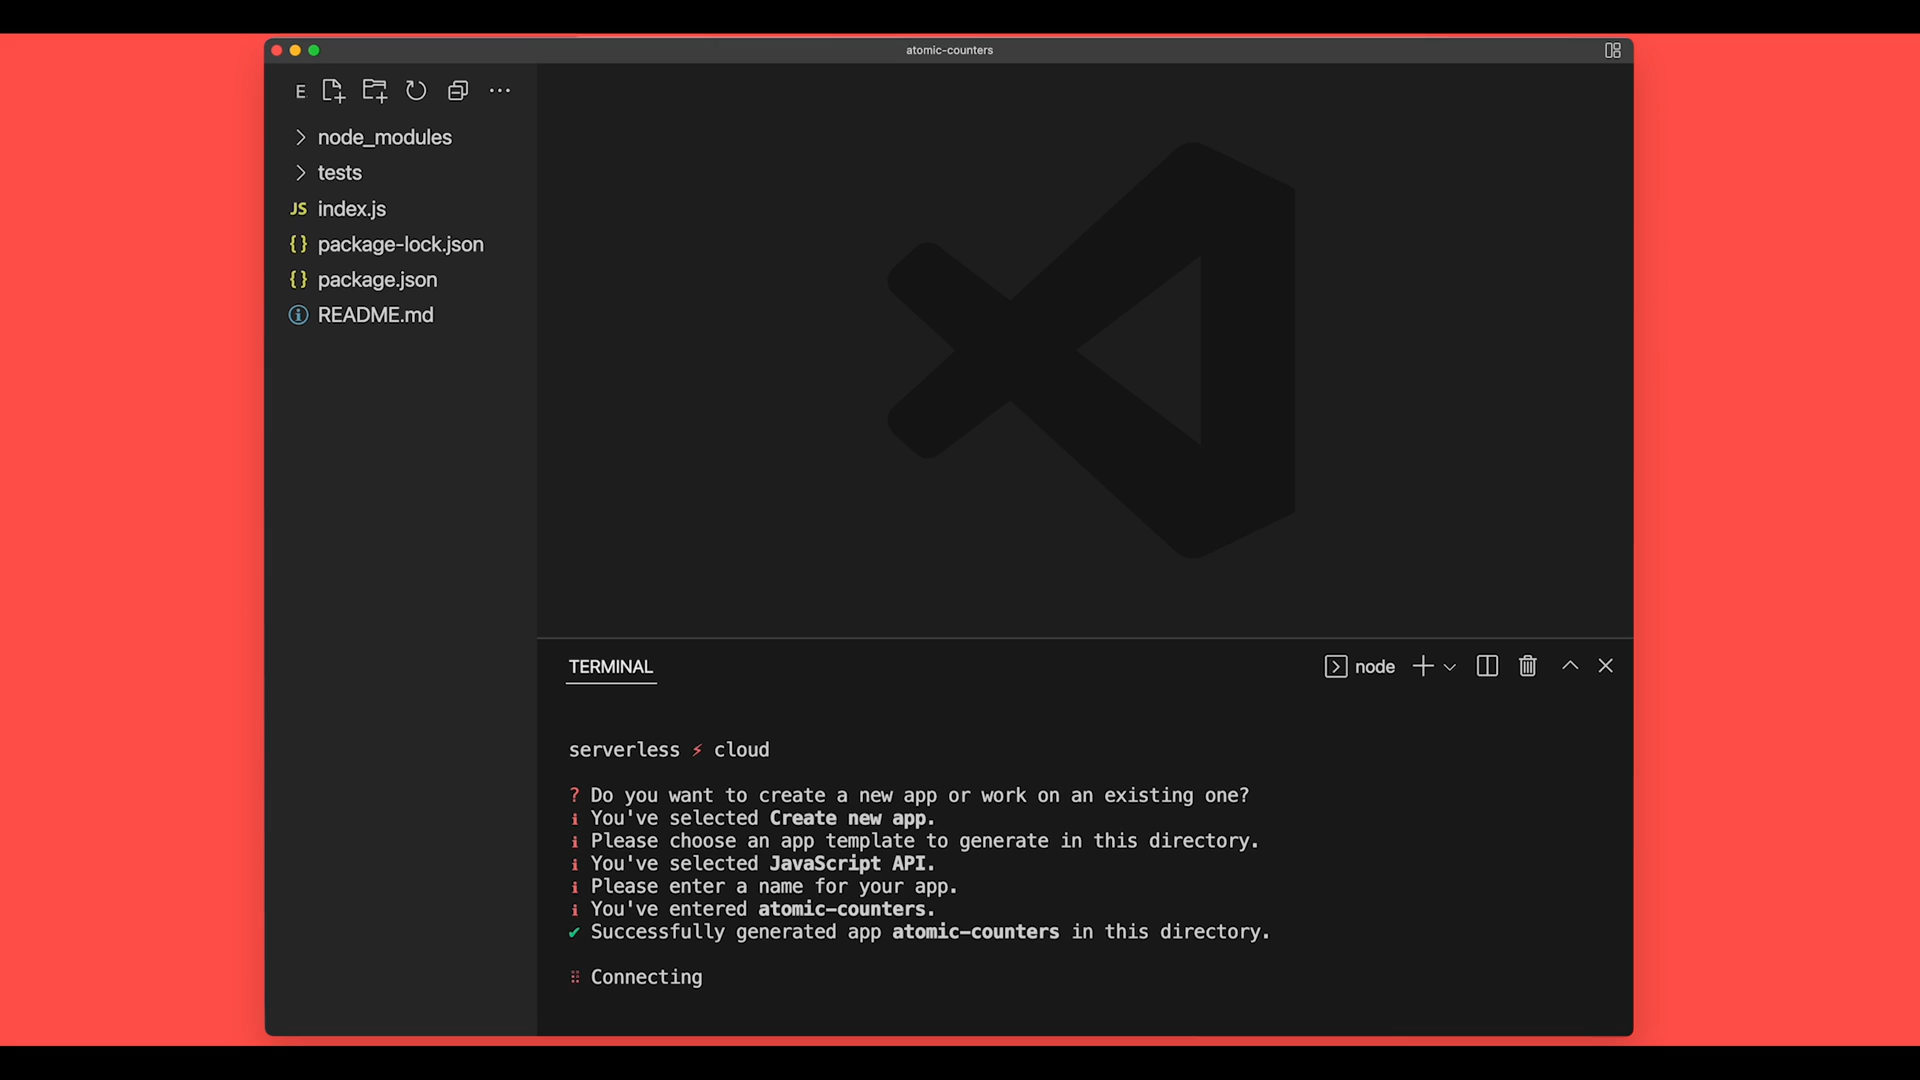 atomic-counters
E
node_modules
tests
JS index.js
{} package-lock.json
{} package.json
README.md
TERMINAL
node
serverless ⚡ cloud
? Do you want to create a new app or work on an existing one?
i You've selected Create new app.
i Please choose an app template to generate in this directory.
i You've selected JavaScript API.
i Please enter a name for your app.
i You've entered atomic-counters.
✔ Successfully generated app atomic-counters in this directory.
⠿ Connecting